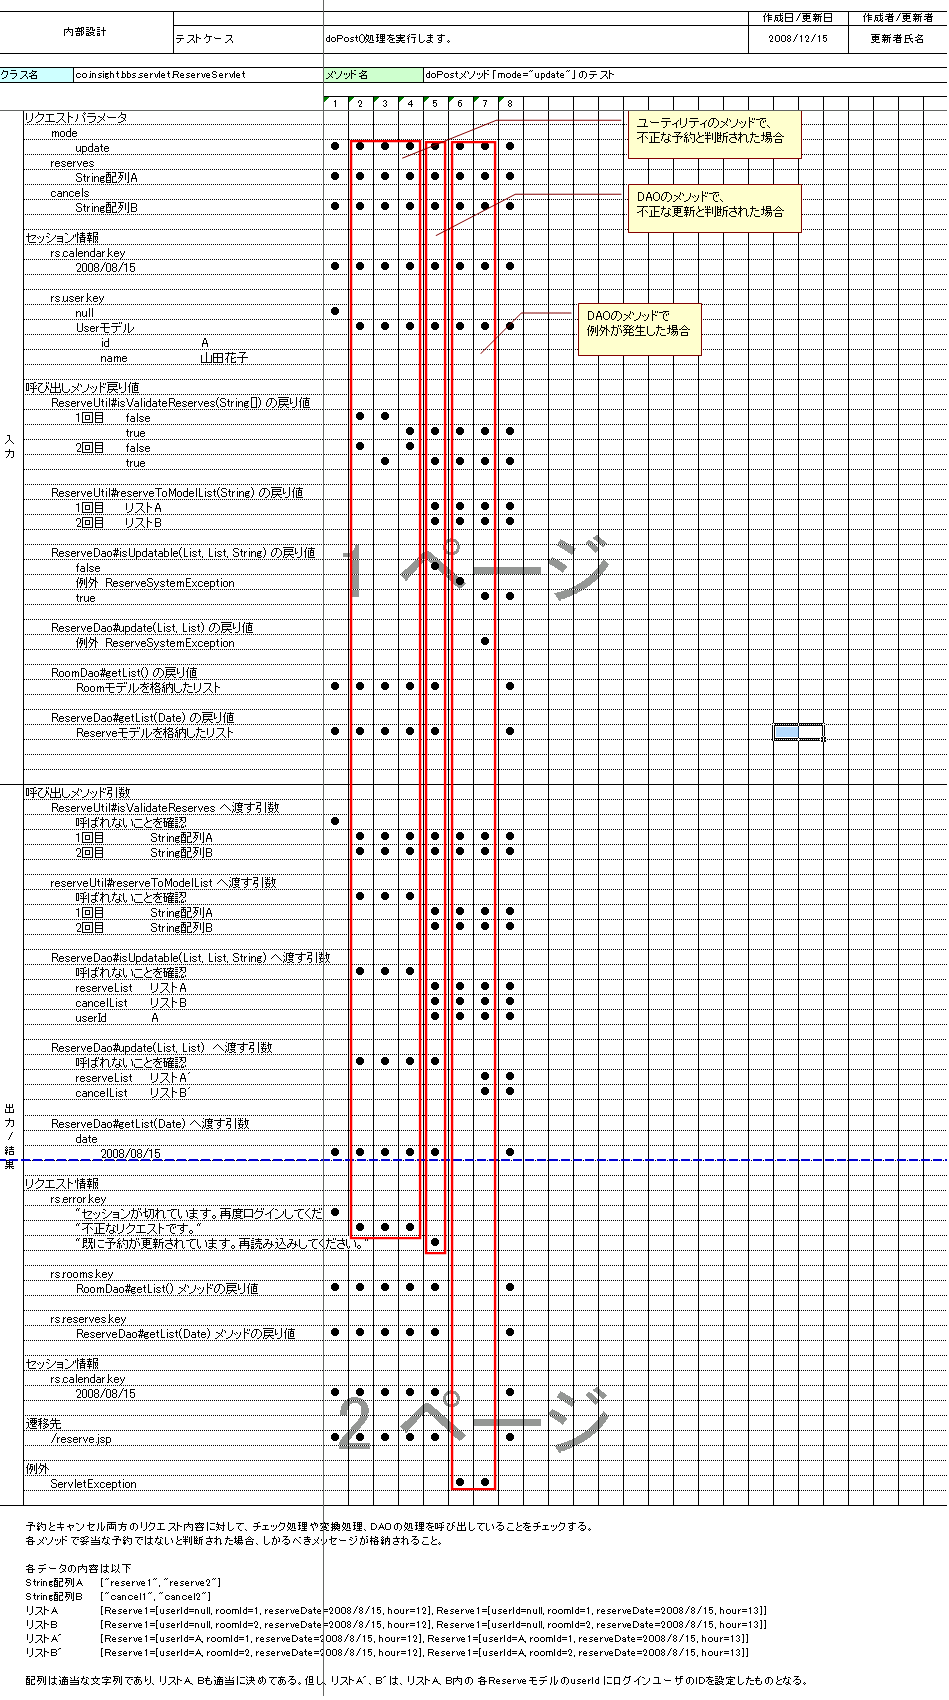 内部設計
テストケース
doPost()処理を実行します。
作成日/更新日
作成者/更新者
2008/12/15
更新者氏名
クラス名
co.insight.bbs.servlet.ReserveServlet
メソッド名
doPostメソッド「mode="update"」のテスト
1 2 3 4 5 6 7 8
入力
リクエストパラメータ
mode
update
reserves
String配列A
cancels
String配列B
ユーティリティのメソッドで、
不正な予約と判断された場合
DAOのメソッドで、
不正な更新と判断された場合
DAOのメソッドで
例外が発生した場合
セッション情報
rs.calendar.key
2008/08/15
rs.user.key
null
Userモデル
id A
name 山田花子
呼び出しメソッド戻り値
ReserveUtil#isValidateReserves(String[]) の戻り値
1回目 false
true
2回目 false
true
ReserveUtil#reserveToModelList(String) の戻り値
1回目 リストA
2回目 リストB
ReserveDao#isUpdatable(List, List, String) の戻り値
false
例外 ReserveSystemException
true
1 ページ
ReserveDao#update(List, List) の戻り値
例外 ReserveSystemException
RoomDao#getList() の戻り値
Roomモデルを格納したリスト
ReserveDao#getList(Date) の戻り値
Reserveモデルを格納したリスト
出力/結果
呼び出しメソッド引数
ReserveUtil#isValidateReserves へ渡す引数
呼ばれないことを確認
1回目 String配列A
2回目 String配列B
reserveUtil#reserveToModelList へ渡す引数
呼ばれないことを確認
1回目 String配列A
2回目 String配列B
ReserveDao#isUpdatable(List, List, String) へ渡す引数
呼ばれないことを確認
reserveList リストA
cancelList リストB
userId A
ReserveDao#update(List, List) へ渡す引数
呼ばれないことを確認
reserveList リストA´
cancelList リストB´
ReserveDao#getList(Date) へ渡す引数
date
2008/08/15
リクエスト情報
rs.error.key
"セッションが切れています。再度ログインしてくだ
"不正なリクエストです。"
"既に予約が更新されています。再読み込みしてください。"
rs.rooms.key
RoomDao#getList() メソッドの戻り値
rs.reserves.key
ReserveDao#getList(Date) メソッドの戻り値
セッション情報
rs.calendar.key
2008/08/15
2 ページ
遷移先
/reserve.jsp
例外
ServletException
予約とキャンセル両方のリクエスト内容に対して、チェック処理や変換処理、DAOの処理を呼び出していることをチェックする。
各メソッドで妥当な予約ではないと判断された場合、しかるべきメッセージが格納されること。
各データの内容は以下
String配列A ["reserve1", "reserve2"]
String配列B ["cancel1", "cancel2"]
リストA [Reserve1=[userId=null, roomId=1, reserveDate=2008/8/15, hour=12], Reserve1=[userId=null, roomId=1, reserveDate=2008/8/15, hour=13]]
リストB [Reserve1=[userId=null, roomId=2, reserveDate=2008/8/15, hour=12], Reserve1=[userId=null, roomId=2, reserveDate=2008/8/15, hour=13]]
リストA´ [Reserve1=[userId=A, roomId=1, reserveDate=2008/8/15, hour=12], Reserve1=[userId=A, roomId=1, reserveDate=2008/8/15, hour=13]]
リストB´ [Reserve1=[userId=A, roomId=2, reserveDate=2008/8/15, hour=12], Reserve1=[userId=A, roomId=2, reserveDate=2008/8/15, hour=13]]
配列は適当な文字列であり、リストA, Bも適当に決めてある。但し、リストA´、B´は、リストA, B内の 各ReserveモデルのuserId にログインユーザのIDを設定したものとなる。